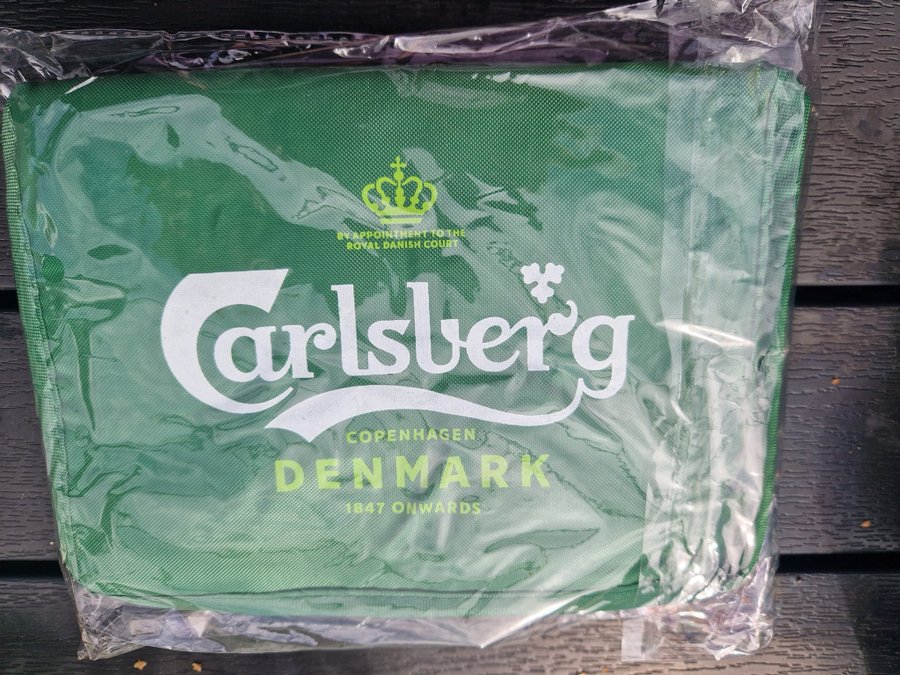 BY APPOINTMENT TO THE
ROYAL DANISH COURT
Carlsberg
COPENHAGEN
DENMARK
1847 ONWARDS